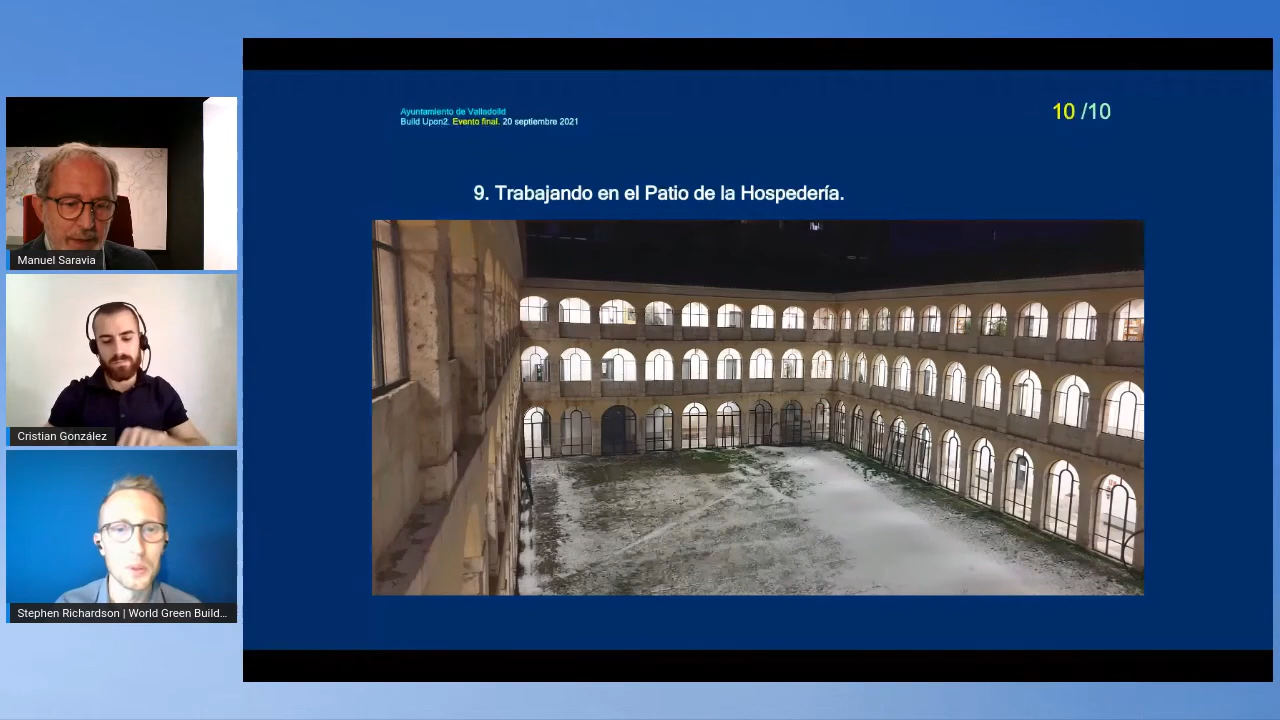 Ayuntamiento de Valladolid
Build Upon2. Evento final. 20 septiembre 2021
10 /10
9. Trabajando en el Patio de la Hospedería.
Manuel Saravia
Cristian González
Stephen Richardson | World Green Build...